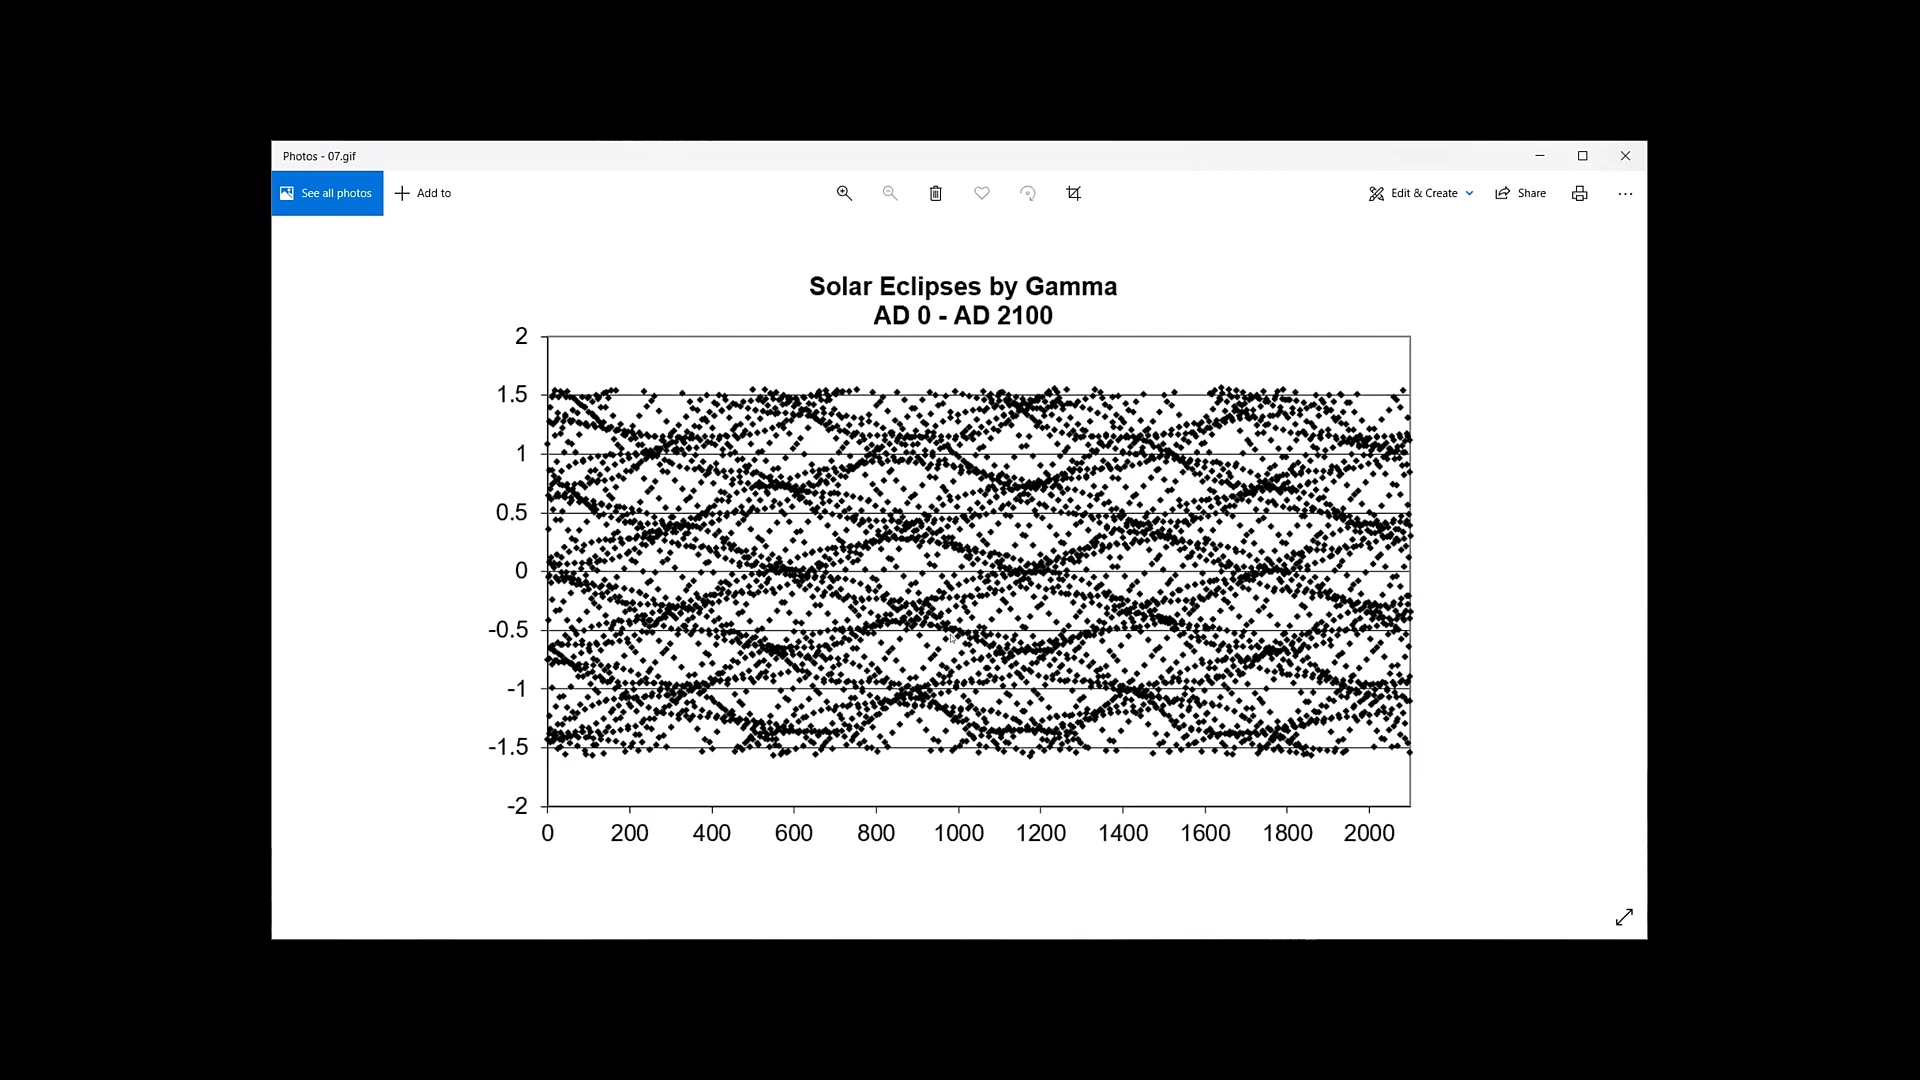 Photos - 07.gif
See all photos
Add to
Edit & Create
Share
Solar Eclipses by Gamma
AD 0 - AD 2100
2
1.5
1
0.5
0
-0.5
-1
-1.5
-2
0 200 400 600 800 1000 1200 1400 1600 1800 2000